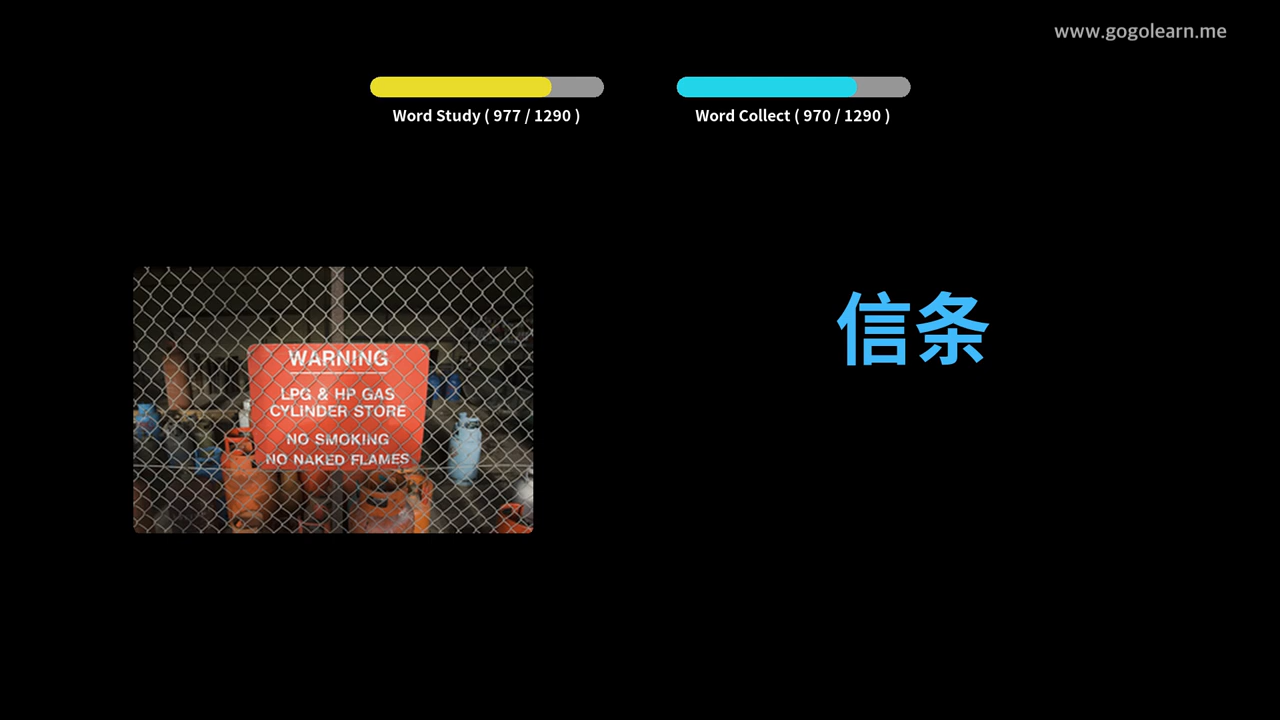 www.gogolearn.me
Word Study ( 977 / 1290 )
Word Collect ( 970 / 1290 )
信条
WARNING
LPG & HP GAS
CYLINDER STORE
NO SMOKING
NO NAKED FLAMES